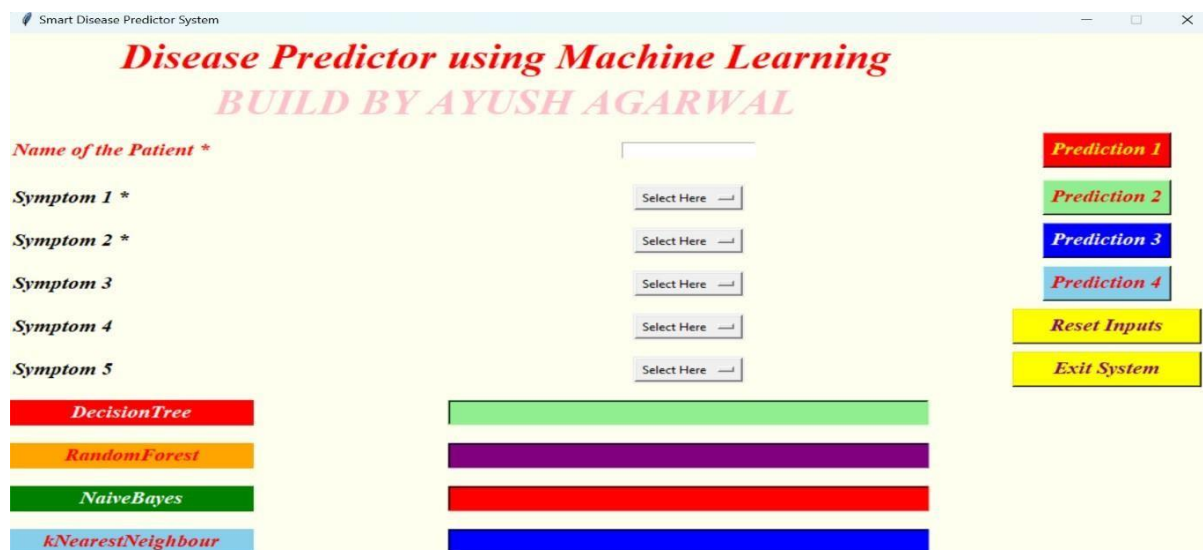 Smart Disease Predictor System
Disease Predictor using Machine Learning
BUILD BY AYUSH AGARWAL
Name of the Patient * Prediction 1
Symptom 1 * Select Here Prediction 2
Symptom 2 * Select Here Prediction 3
Symptom 3 Select Here Prediction 4
Symptom 4 Select Here Reset Inputs
Symptom 5 Select Here Exit System
DecisionTree
RandomForest
NaiveBayes
kNearestNeighbour